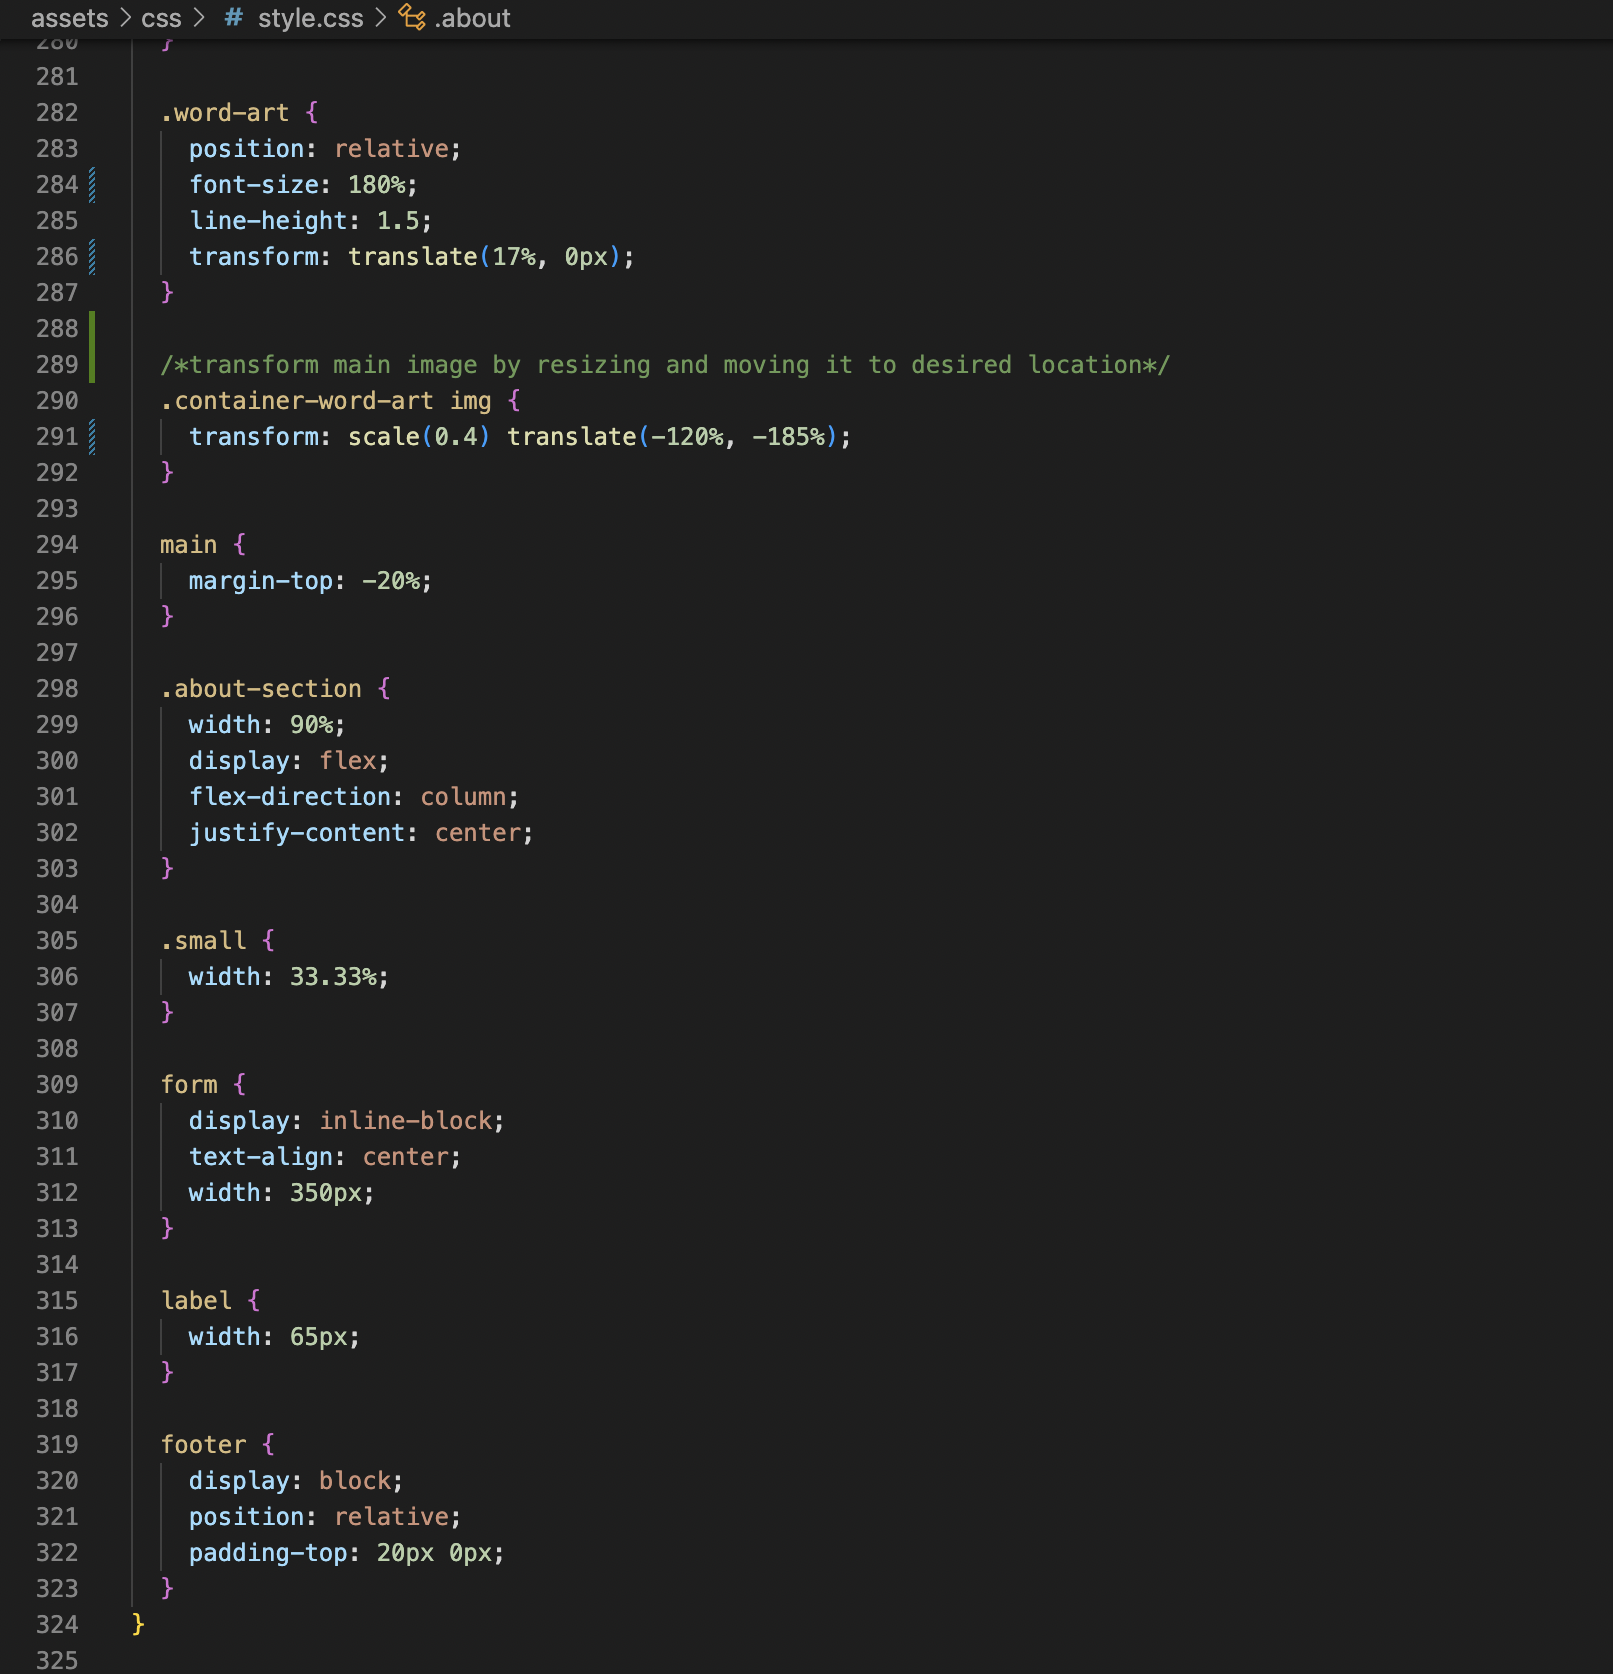 assets > css > # style.css > .about
280 }
281
282 .word-art {
283 position: relative;
284 font-size: 180%;
285 line-height: 1.5;
286 transform: translate(17%, 0px);
287 }
288
289 /*transform main image by resizing and moving it to desired location*/
290 .container-word-art img {
291 transform: scale(0.4) translate(-120%, -185%);
292 }
293
294 main {
295 margin-top: -20%;
296 }
297
298 .about-section {
299 width: 90%;
300 display: flex;
301 flex-direction: column;
302 justify-content: center;
303 }
304
305 .small {
306 width: 33.33%;
307 }
308
309 form {
310 display: inline-block;
311 text-align: center;
312 width: 350px;
313 }
314
315 label {
316 width: 65px;
317 }
318
319 footer {
320 display: block;
321 position: relative;
322 padding-top: 20px 0px;
323 }
324 }
325